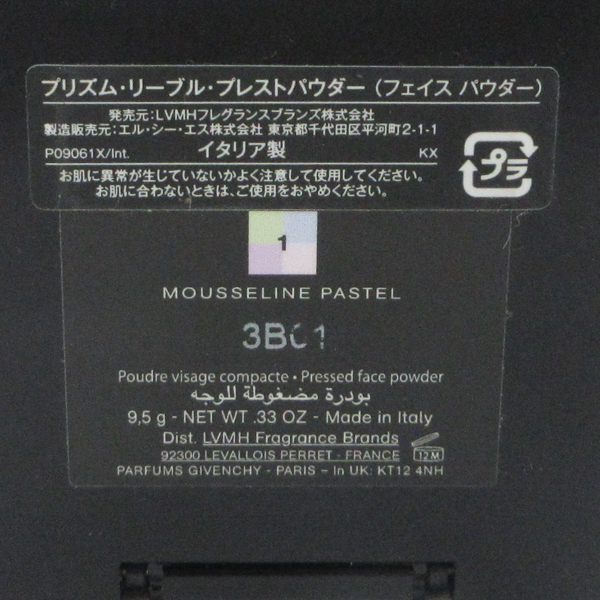 プリズム・リーブル・プレストパウダー（フェイス パウダー）
発売元：LVMHフレグランスブランズ株式会社
製造販売元：エル・シー・エス株式会社 東京都千代田区平河町2-1-1
P09061X/Int. イタリア製 KX
プラ
お肌に異常が生じていないかよく注意して使用してください。
お肌に合わないときは、ご使用をおやめください。
1
MOUSSELINE PASTEL
3B01
Poudre visage compacte • Pressed face powder
بودرة مضغوطة للوجه
9,5 g - NET WT .33 OZ - Made in Italy
Dist. LVMH Fragrance Brands
92300 LEVALLOIS PERRET - FRANCE 12M
PARFUMS GIVENCHY - PARIS – In UK: KT12 4NH